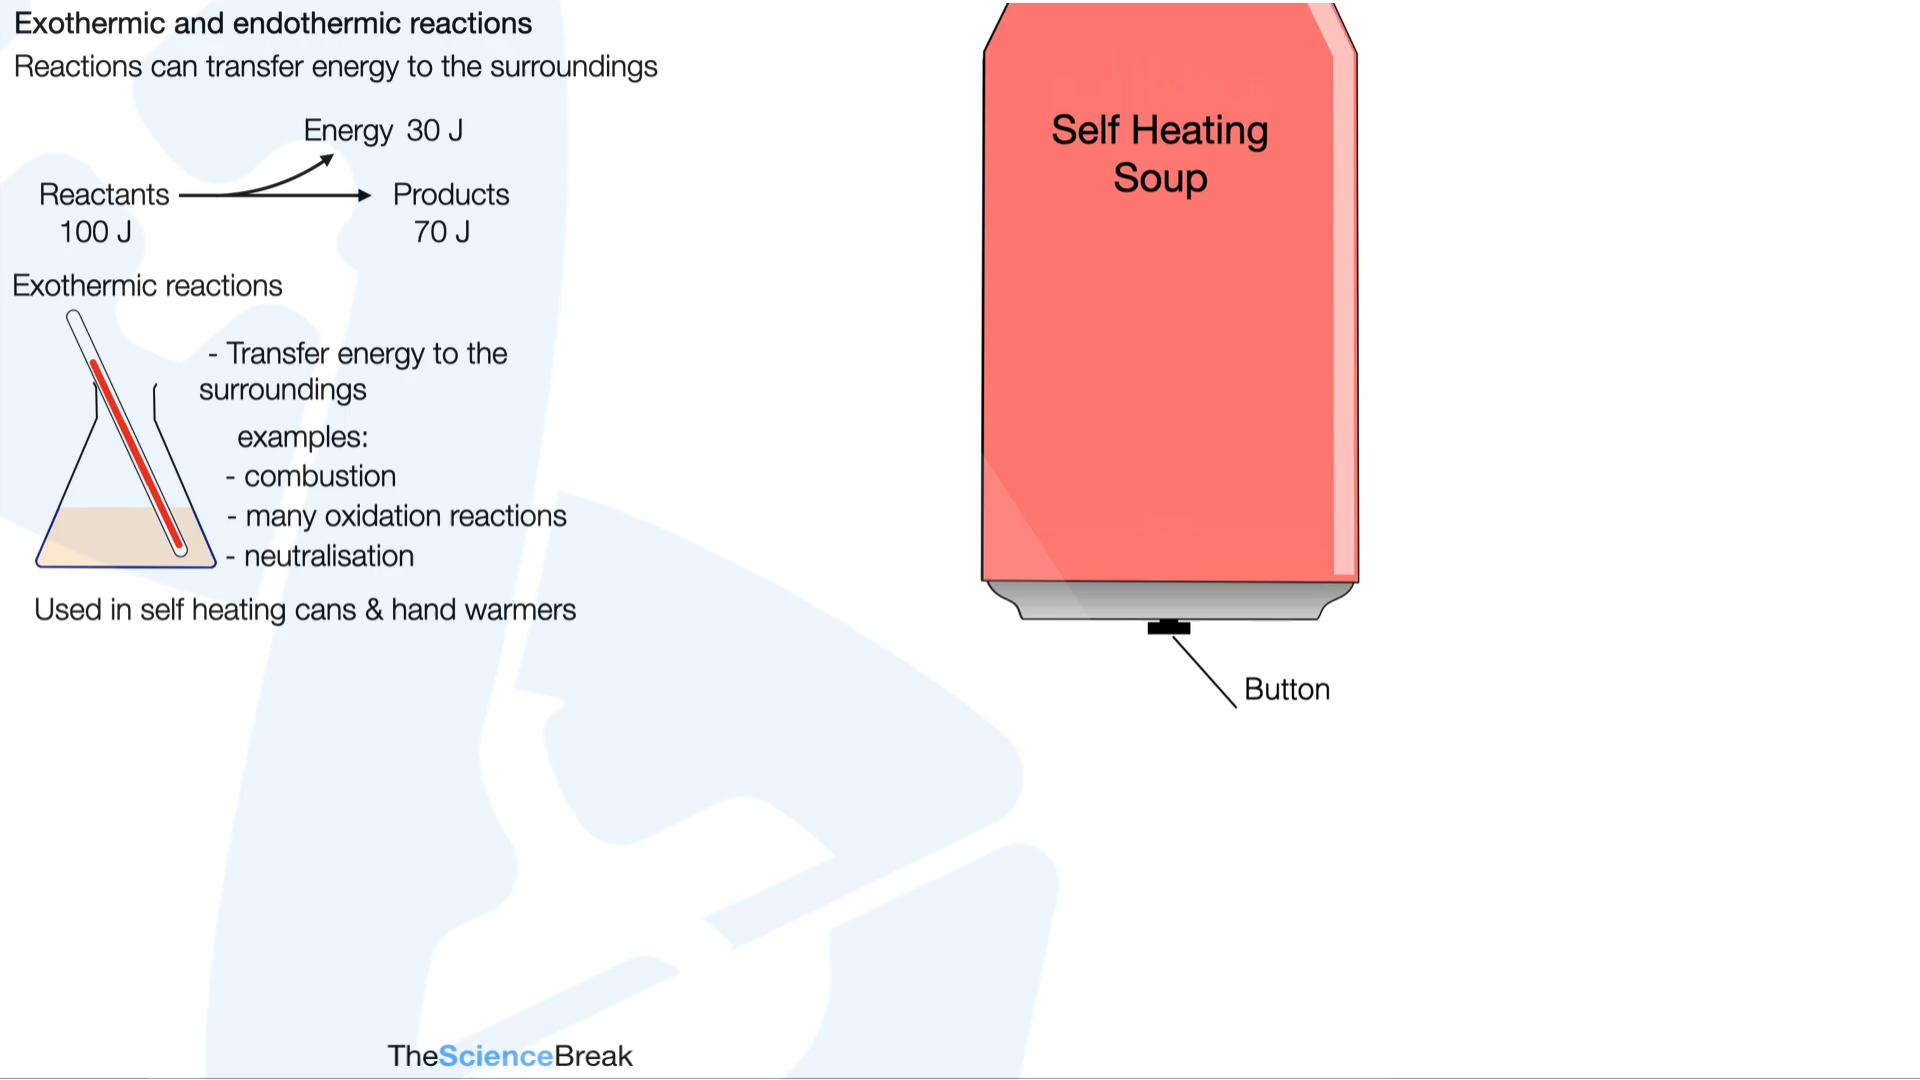 Exothermic and endothermic reactions
Reactions can transfer energy to the surroundings
Energy 30 J
Reactants
Products
100 J
70 J
Exothermic reactions
- Transfer energy to the
surroundings
examples:
- combustion
- many oxidation reactions
- neutralisation
Used in self heating cans & hand warmers
Self Heating
Soup
Button
TheScienceBreak